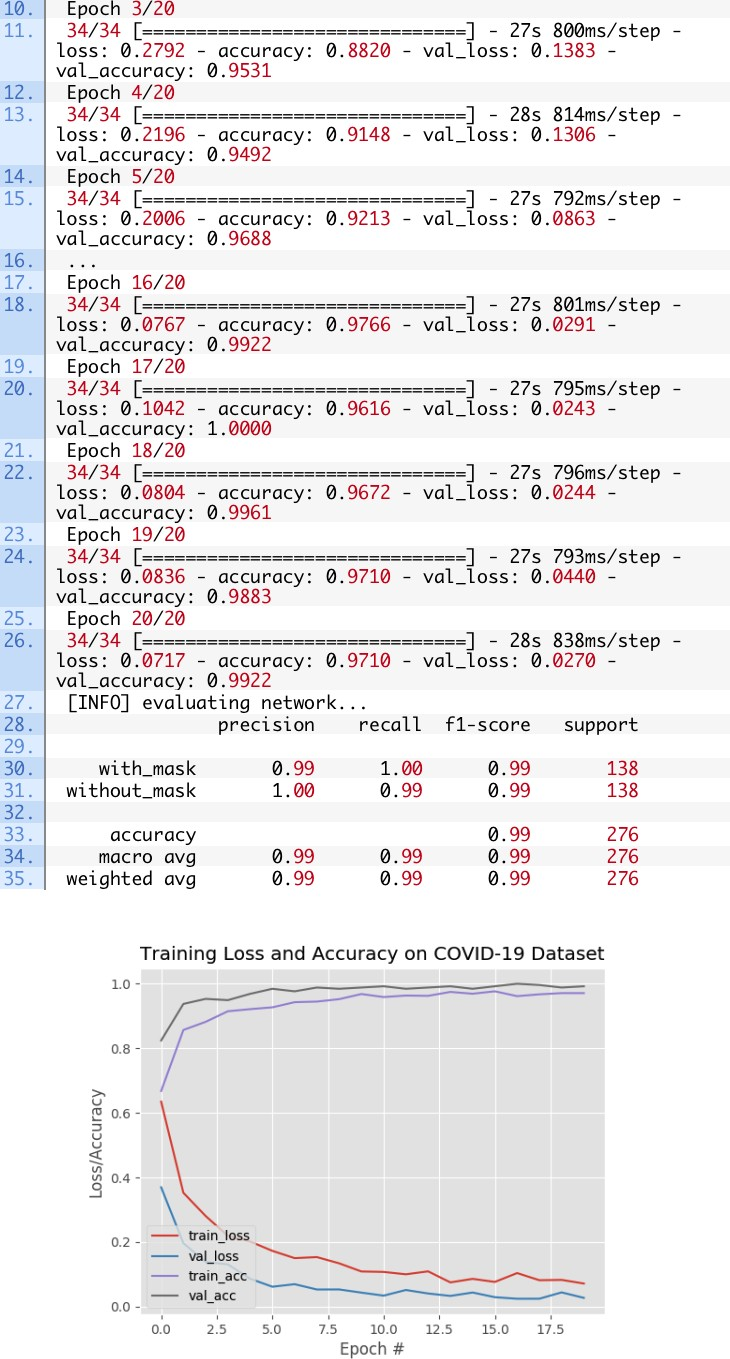 10. Epoch 3/20
11. 34/34 [==============================] - 27s 800ms/step -
loss: 0.2792 - accuracy: 0.8820 - val_loss: 0.1383 -
val_accuracy: 0.9531
12. Epoch 4/20
13. 34/34 [==============================] - 28s 814ms/step -
loss: 0.2196 - accuracy: 0.9148 - val_loss: 0.1306 -
val_accuracy: 0.9492
14. Epoch 5/20
15. 34/34 [==============================] - 27s 792ms/step -
loss: 0.2006 - accuracy: 0.9213 - val_loss: 0.0863 -
val_accuracy: 0.9688
16. ...
17. Epoch 16/20
18. 34/34 [==============================] - 27s 801ms/step -
loss: 0.0767 - accuracy: 0.9766 - val_loss: 0.0291 -
val_accuracy: 0.9922
19. Epoch 17/20
20. 34/34 [==============================] - 27s 795ms/step -
loss: 0.1042 - accuracy: 0.9616 - val_loss: 0.0243 -
val_accuracy: 1.0000
21. Epoch 18/20
22. 34/34 [==============================] - 27s 796ms/step -
loss: 0.0804 - accuracy: 0.9672 - val_loss: 0.0244 -
val_accuracy: 0.9961
23. Epoch 19/20
24. 34/34 [==============================] - 27s 793ms/step -
loss: 0.0836 - accuracy: 0.9710 - val_loss: 0.0440 -
val_accuracy: 0.9883
25. Epoch 20/20
26. 34/34 [==============================] - 28s 838ms/step -
loss: 0.0717 - accuracy: 0.9710 - val_loss: 0.0270 -
val_accuracy: 0.9922
27. [INFO] evaluating network...
28. precision recall f1-score support
29.
30. with_mask 0.99 1.00 0.99 138
31. without_mask 1.00 0.99 0.99 138
32.
33. accuracy 0.99 276
34. macro avg 0.99 0.99 0.99 276
35. weighted avg 0.99 0.99 0.99 276
Training Loss and Accuracy on COVID-19 Dataset
1.0
0.8
0.6
0.4
0.2
0.0
Loss/Accuracy
train_loss
val_loss
train_acc
val_acc
0.0 2.5 5.0 7.5 10.0 12.5 15.0 17.5
Epoch #